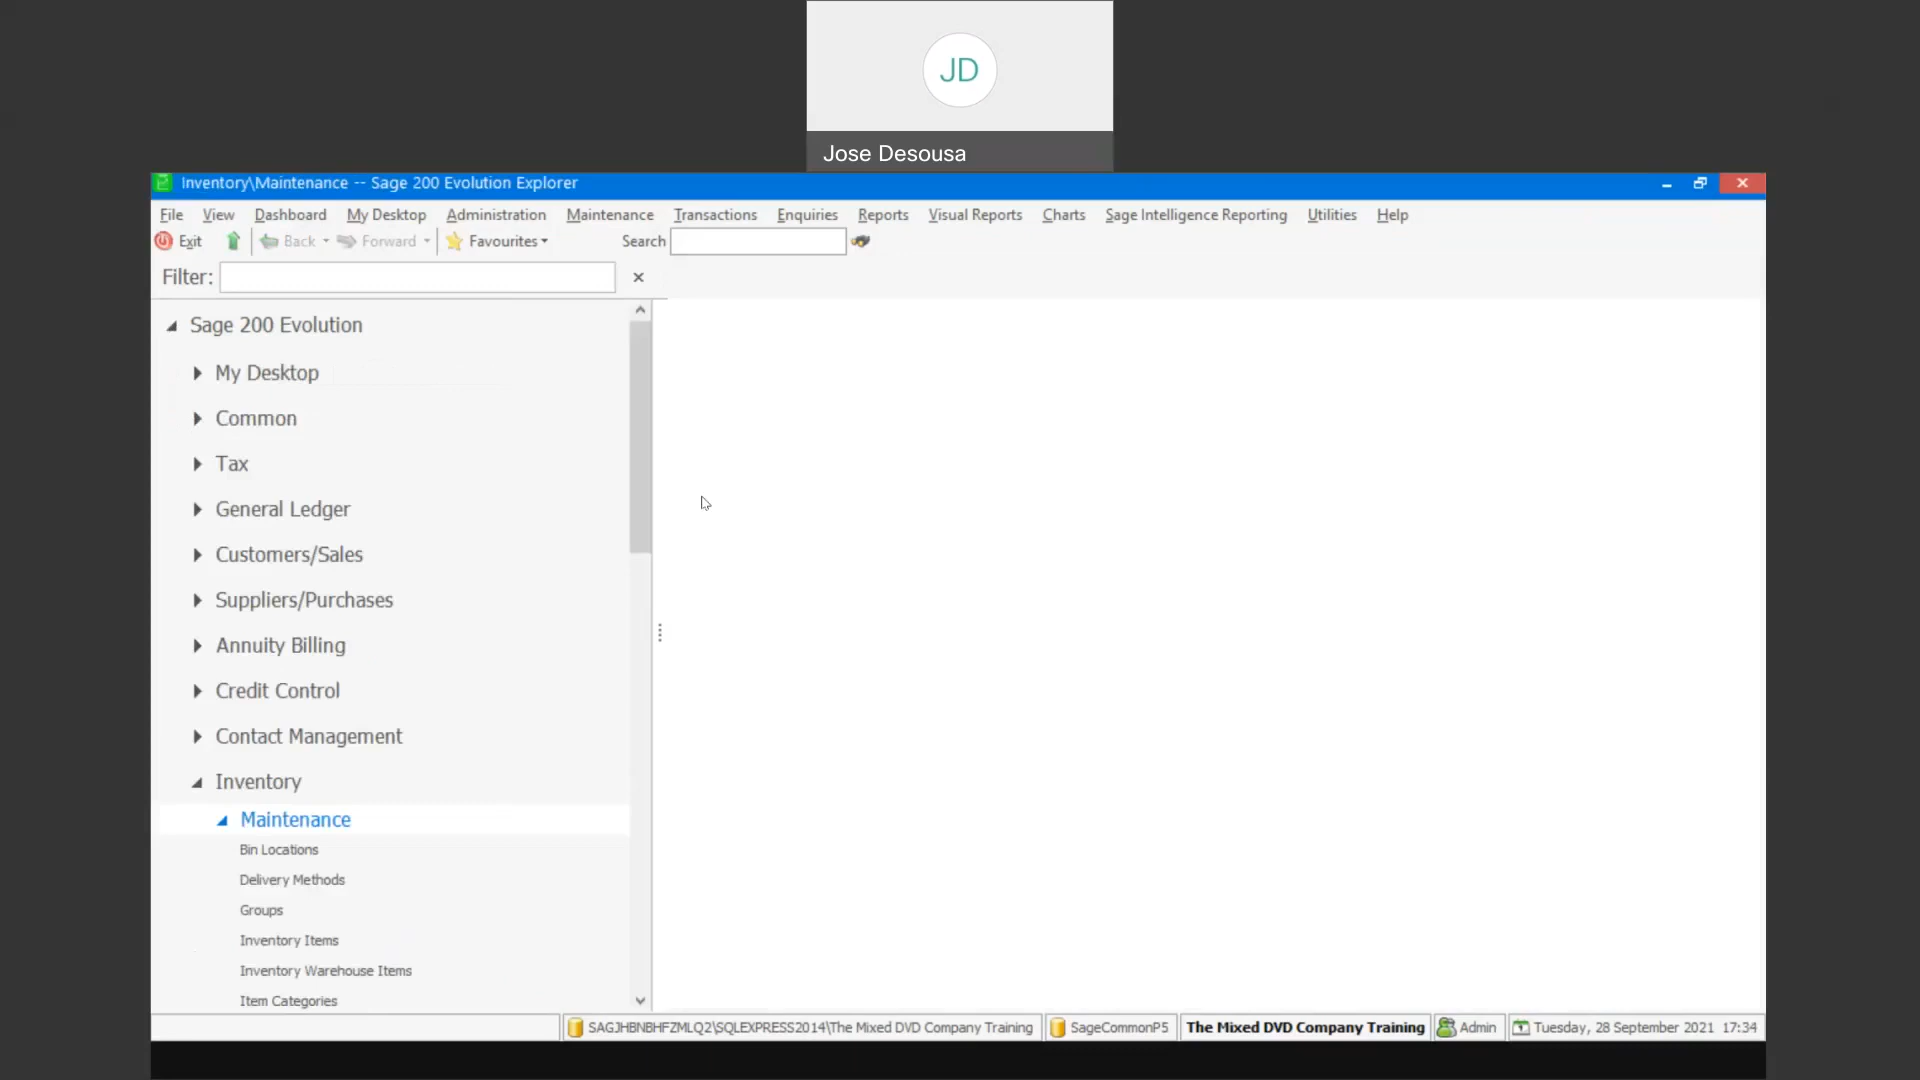 JD
Jose Desousa
Inventory\Maintenance -- Sage 200 Evolution Explorer
File View Dashboard My Desktop Administration Maintenance Transactions Enquiries Reports Visual Reports Charts Sage Intelligence Reporting Utilities Help
Exit Back Forward Favourites Search
Filter:
Sage 200 Evolution
My Desktop
Common
Tax
General Ledger
Customers/Sales
Suppliers/Purchases
Annuity Billing
Credit Control
Contact Management
Inventory
Maintenance
Bin Locations
Delivery Methods
Groups
Inventory Items
Inventory Warehouse Items
Item Categories
SAGJHBNBHFZMLQ2\SQLEXPRESS2014\The Mixed DVD Company Training SageCommonP5 The Mixed DVD Company Training Admin Tuesday, 28 September 2021 17:34